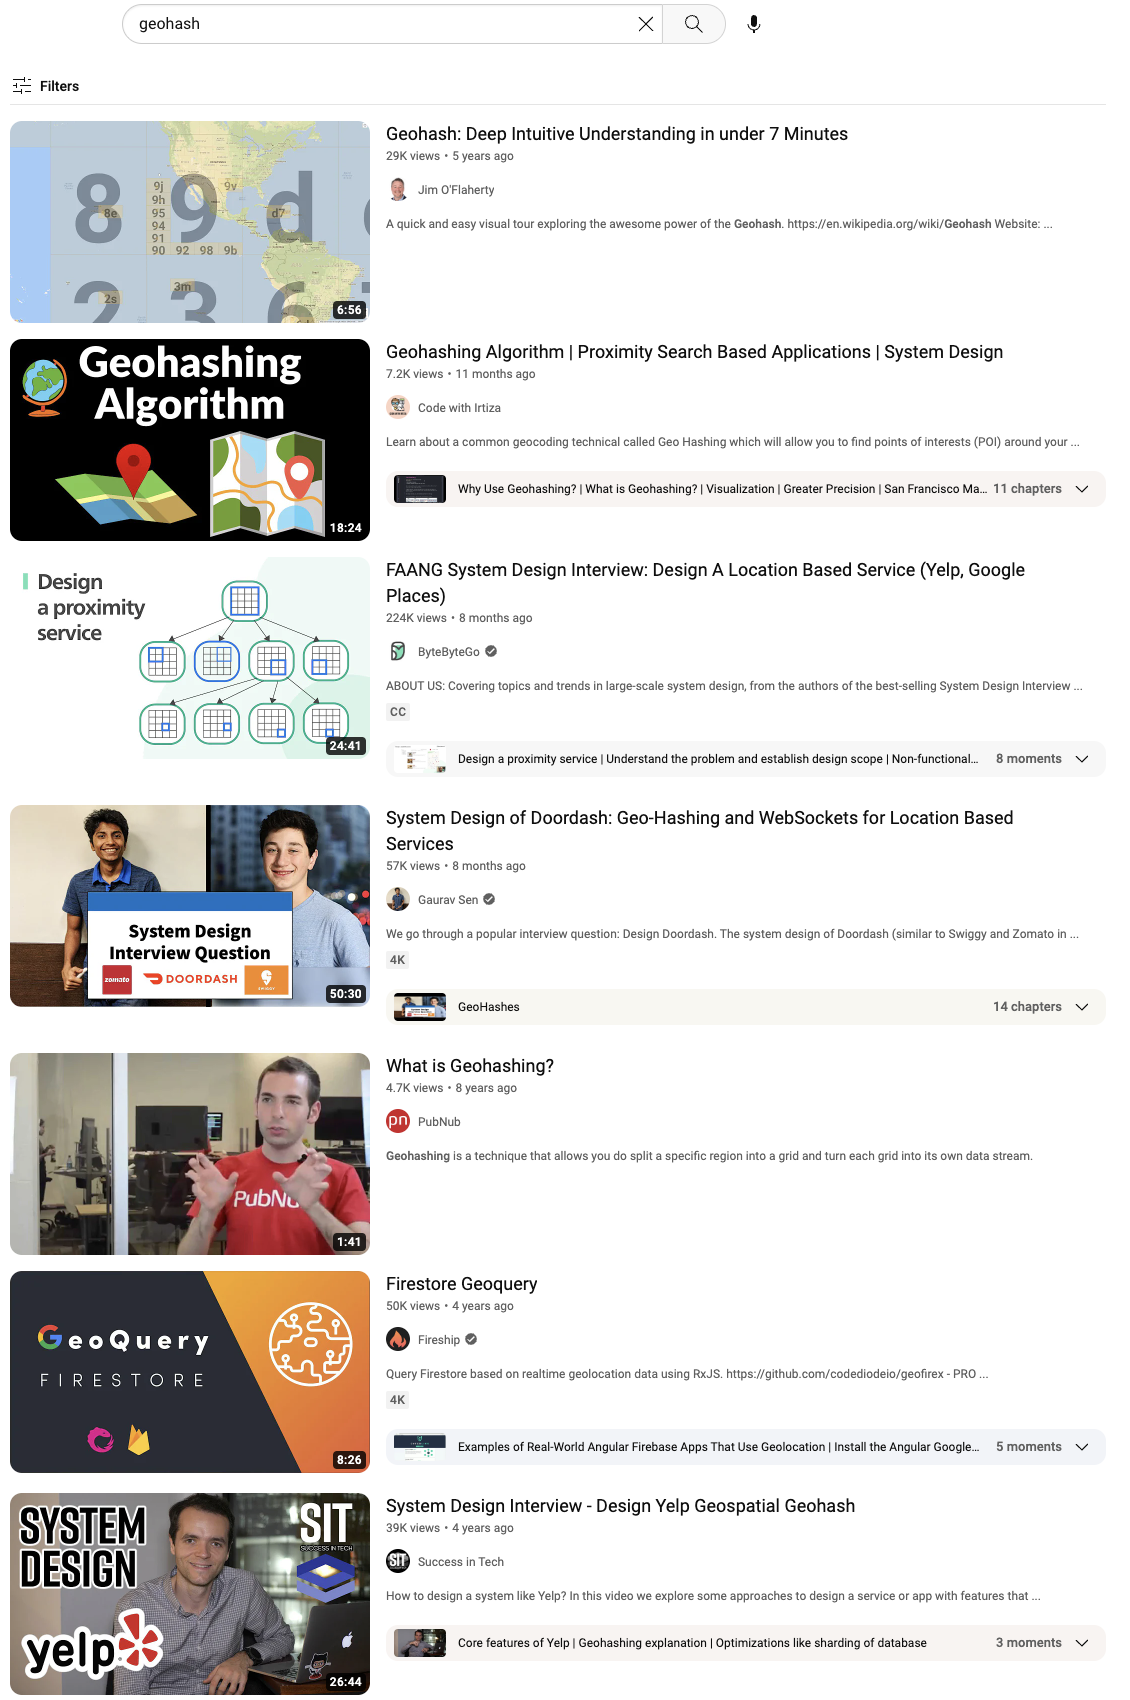 geohash
Filters
8 9 d
9j 9v
9h
8e 95 d7
94
91
90 92 98 9b
3m
2s
2 3 6
6:56
Geohash: Deep Intuitive Understanding in under 7 Minutes
29K views • 5 years ago
Jim O'Flaherty
A quick and easy visual tour exploring the awesome power of the Geohash. https://en.wikipedia.org/wiki/Geohash Website: ...
Geohashing
Algorithm
18:24
Geohashing Algorithm | Proximity Search Based Applications | System Design
7.2K views • 11 months ago
Code with Irtiza
Learn about a common geocoding technical called Geo Hashing which will allow you to find points of interests (POI) around your ...
Why Use Geohashing? | What is Geohashing? | Visualization | Greater Precision | San Francisco Ma... 11 chapters
Design
a proximity
service
24:41
FAANG System Design Interview: Design A Location Based Service (Yelp, Google
Places)
224K views • 8 months ago
ByteByteGo
ABOUT US: Covering topics and trends in large-scale system design, from the authors of the best-selling System Design Interview ...
CC
Design a proximity service | Understand the problem and establish design scope | Non-functional... 8 moments
System Design
Interview Question
zomato DOORDASH SWIGGY
50:30
System Design of Doordash: Geo-Hashing and WebSockets for Location Based
Services
57K views • 8 months ago
Gaurav Sen
We go through a popular interview question: Design Doordash. The system design of Doordash (similar to Swiggy and Zomato in ...
4K
GeoHashes 14 chapters
PubNu
1:41
What is Geohashing?
4.7K views • 8 years ago
pn PubNub
Geohashing is a technique that allows you do split a specific region into a grid and turn each grid into its own data stream.
GeoQuery
FIRESTORE
8:26
Firestore Geoquery
50K views • 4 years ago
Fireship
Query Firestore based on realtime geolocation data using RxJS. https://github.com/codediodeio/geofirex - PRO ...
4K
Examples of Real-World Angular Firebase Apps That Use Geolocation | Install the Angular Google... 5 moments
SYSTEM
DESIGN
SIT
SUCCESS IN TECH
yelp
26:44
System Design Interview - Design Yelp Geospatial Geohash
39K views • 4 years ago
SIT Success in Tech
How to design a system like Yelp? In this video we explore some approaches to design a service or app with features that ...
Core features of Yelp | Geohashing explanation | Optimizations like sharding of database 3 moments